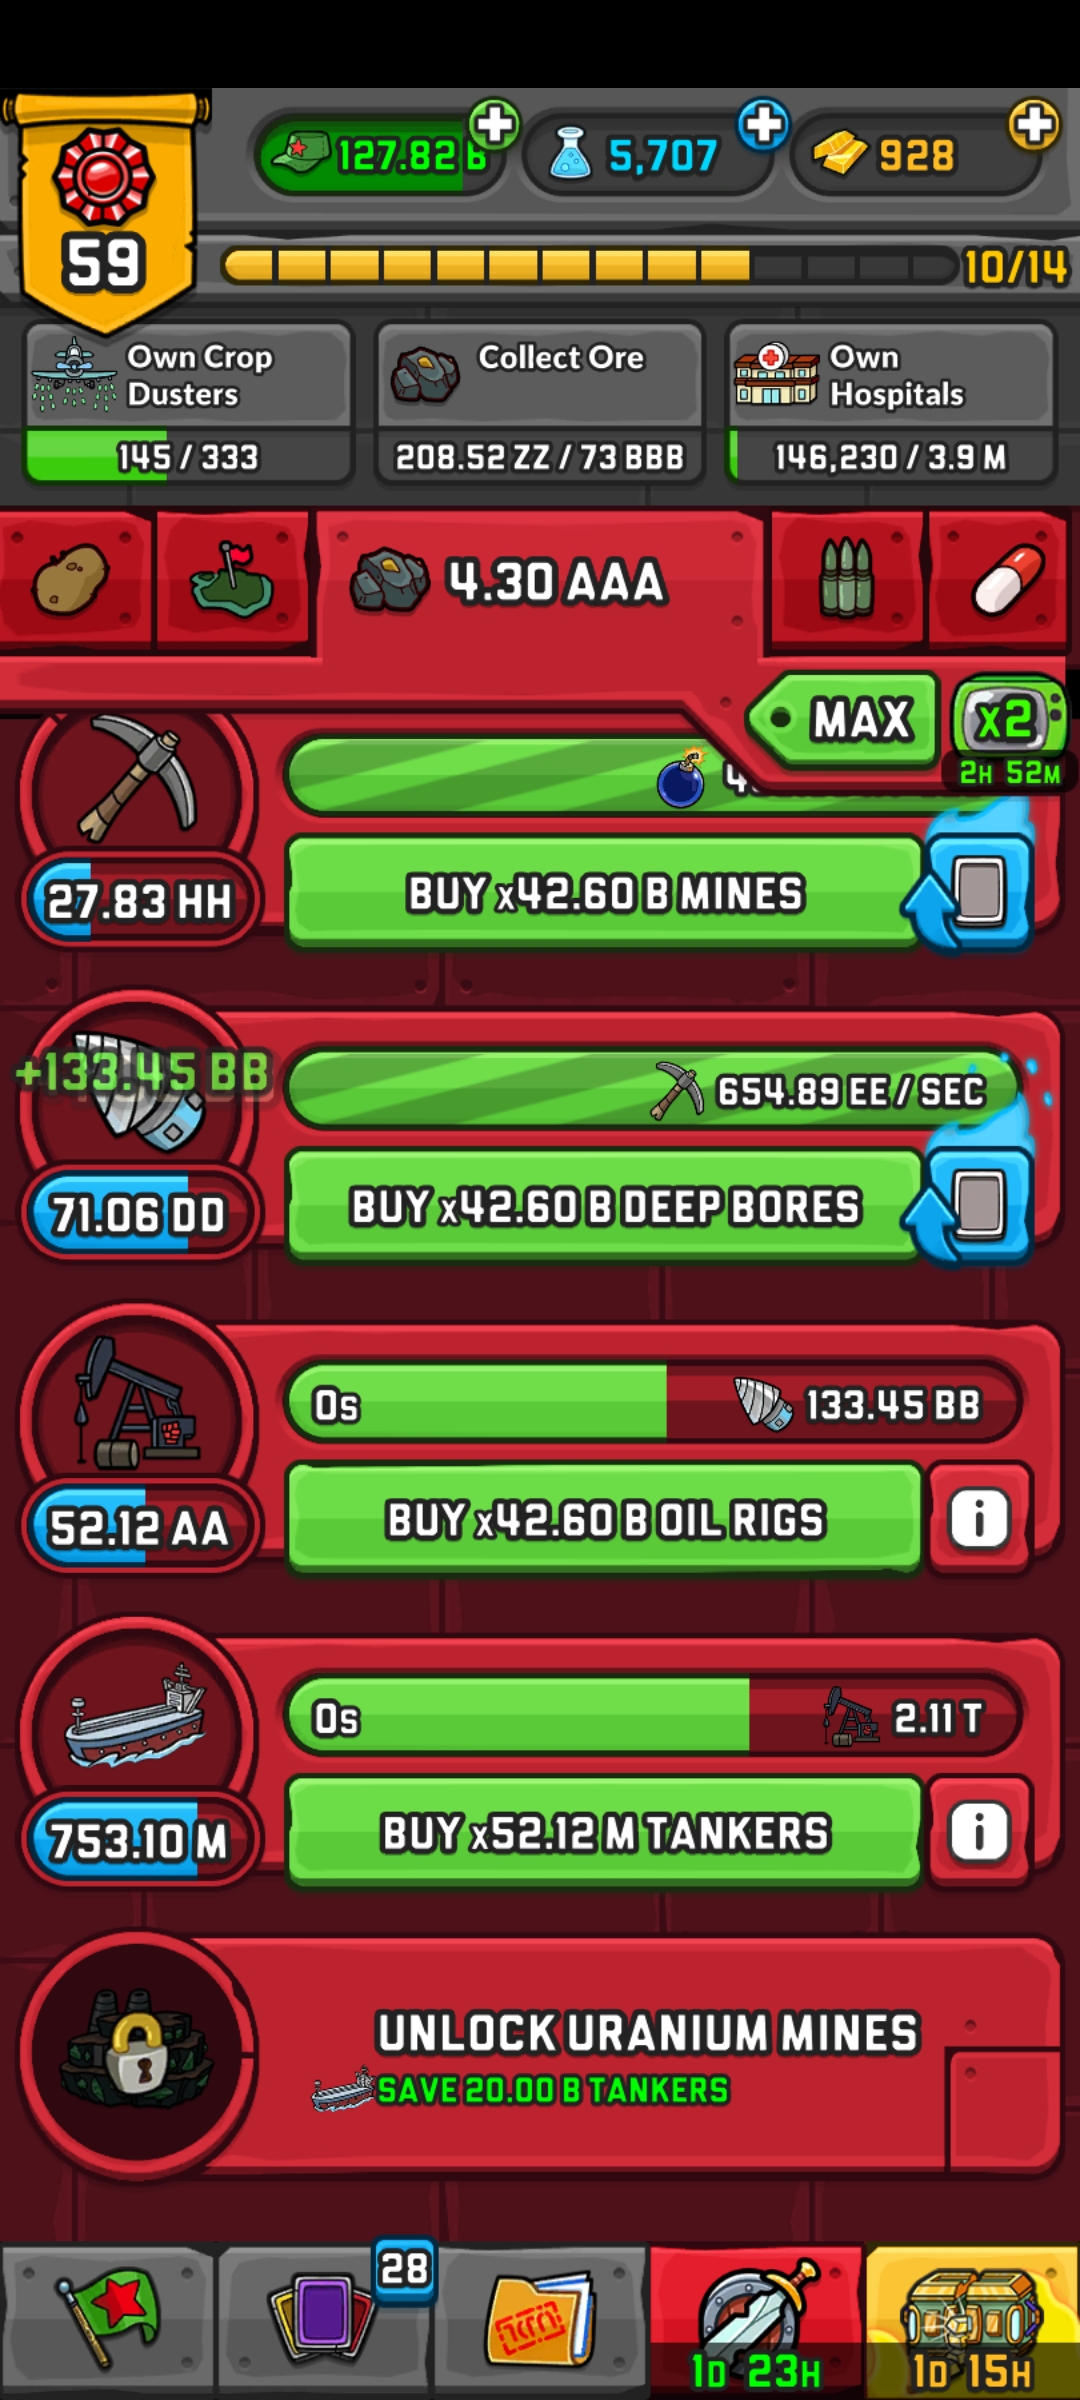 59
127.82 B
5,707
928
10/14
Own Crop
Dusters
145 / 333
Collect Ore
208.52 ZZ / 73 BBB
Own
Hospitals
146,230 / 3.9 M
4.30 AAA
MAX
x2
2H 52M
27.83 HH
BUY x42.60 B MINES
+133.45 BB
654.89 EE / SEC
71.06 DD
BUY x42.60 B DEEP BORES
0s
133.45 BB
52.12 AA
BUY x42.60 B OIL RIGS
i
0s
2.11 T
753.10 M
BUY x52.12 M TANKERS
i
UNLOCK URANIUM MINES
SAVE 20.00 B TANKERS
28
1D 23H
1D 15H